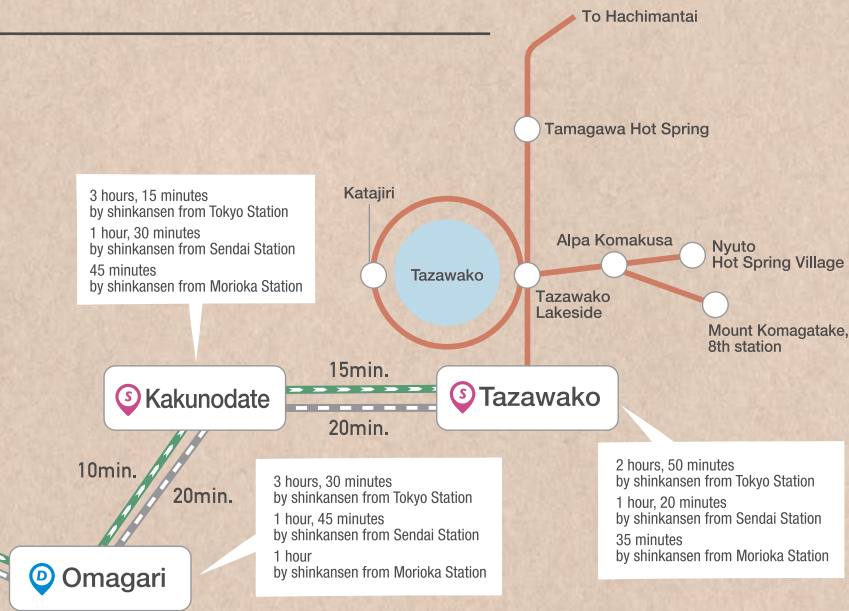 To Hachimantai
Tamagawa Hot Spring
3 hours, 15 minutes
by shinkansen from Tokyo Station
1 hour, 30 minutes
by shinkansen from Sendai Station
45 minutes
by shinkansen from Morioka Station
Katajiri
Tazawako
Tazawako
Lakeside
Alpa Komakusa
Nyuto
Hot Spring Village
Mount Komagatake,
8th station
S Kakunodate
15min.
20min.
S Tazawako
10min.
20min.
3 hours, 30 minutes
by shinkansen from Tokyo Station
1 hour, 45 minutes
by shinkansen from Sendai Station
1 hour
by shinkansen from Morioka Station
2 hours, 50 minutes
by shinkansen from Tokyo Station
1 hour, 20 minutes
by shinkansen from Sendai Station
35 minutes
by shinkansen from Morioka Station
D Omagari